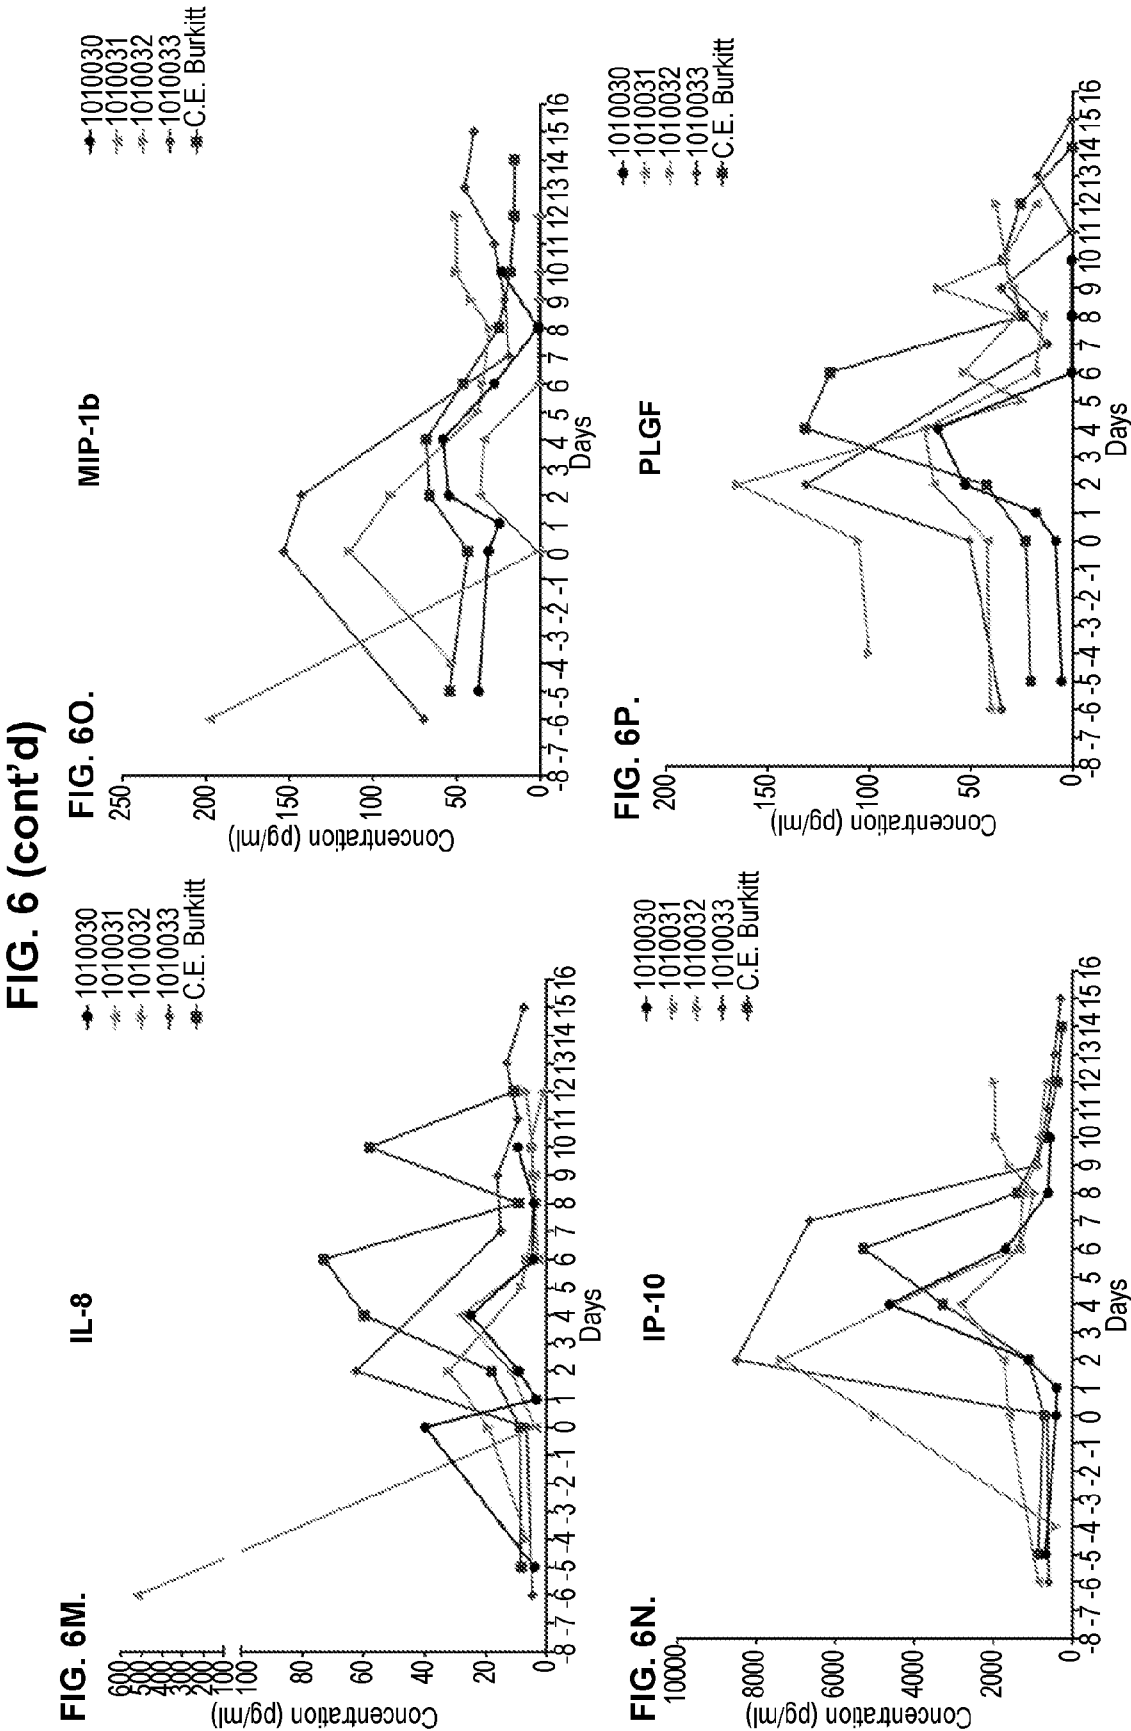 FIG. 6 (cont'd)
FIG. 6M.
IL-8
1010030
1010031
1010032
1010033
C.E. Burkitt
Concentration (pg/ml)
600
500
400
300
200
100
100
80
60
40
20
0
-8 -7 -6 -5 -4 -3 -2 -1 0 1 2 3 4 5 6 7 8 9 10 11 12 13 14 15 16
Days
FIG. 6O.
MIP-1b
1010030
1010031
1010032
1010033
C.E. Burkitt
Concentration (pg/ml)
250
200
150
100
50
0
-8 -7 -6 -5 -4 -3 -2 -1 0 1 2 3 4 5 6 7 8 9 10 11 12 13 14 15 16
Days
FIG. 6N.
IP-10
1010030
1010031
1010032
1010033
C.E. Burkitt
Concentration (pg/ml)
10000
8000
6000
4000
2000
0
-8 -7 -6 -5 -4 -3 -2 -1 0 1 2 3 4 5 6 7 8 9 10 11 12 13 14 15 16
Days
FIG. 6P.
PLGF
1010030
1010031
1010032
1010033
C.E. Burkitt
Concentration (pg/ml)
200
150
100
50
0
-8 -7 -6 -5 -4 -3 -2 -1 0 1 2 3 4 5 6 7 8 9 10 11 12 13 14 15 16
Days